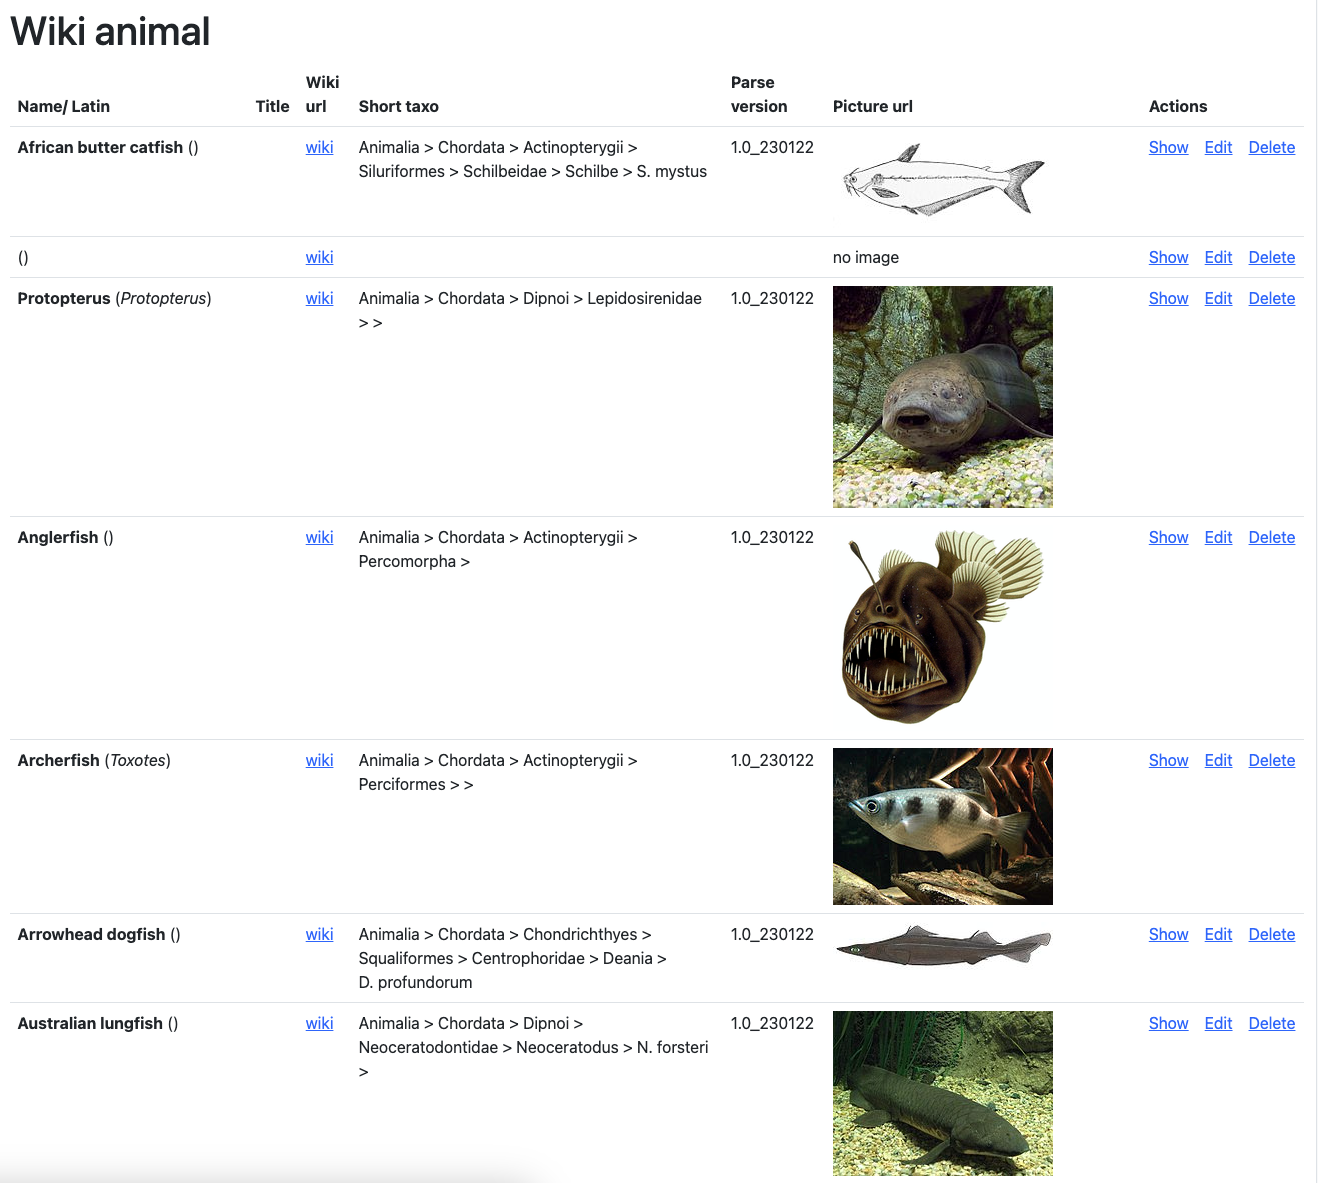 Wiki animal
Name/ Latin Title Wiki url Short taxo Parse version Picture url Actions
African butter catfish () wiki Animalia > Chordata > Actinopterygii > 1.0_230122 Show Edit Delete
Siluriformes > Schilbeidae > Schilbe > S. mystus
() wiki no image Show Edit Delete
Protopterus (Protopterus) wiki Animalia > Chordata > Dipnoi > Lepidosirenidae 1.0_230122 Show Edit Delete
> >
Anglerfish () wiki Animalia > Chordata > Actinopterygii > 1.0_230122 Show Edit Delete
Percomorpha >
Archerfish (Toxotes) wiki Animalia > Chordata > Actinopterygii > 1.0_230122 Show Edit Delete
Perciformes > >
Arrowhead dogfish () wiki Animalia > Chordata > Chondrichthyes > 1.0_230122 Show Edit Delete
Squaliformes > Centrophoridae > Deania >
D. profundorum
Australian lungfish () wiki Animalia > Chordata > Dipnoi > 1.0_230122 Show Edit Delete
Neoceratodontidae > Neoceratodus > N. forsteri
>